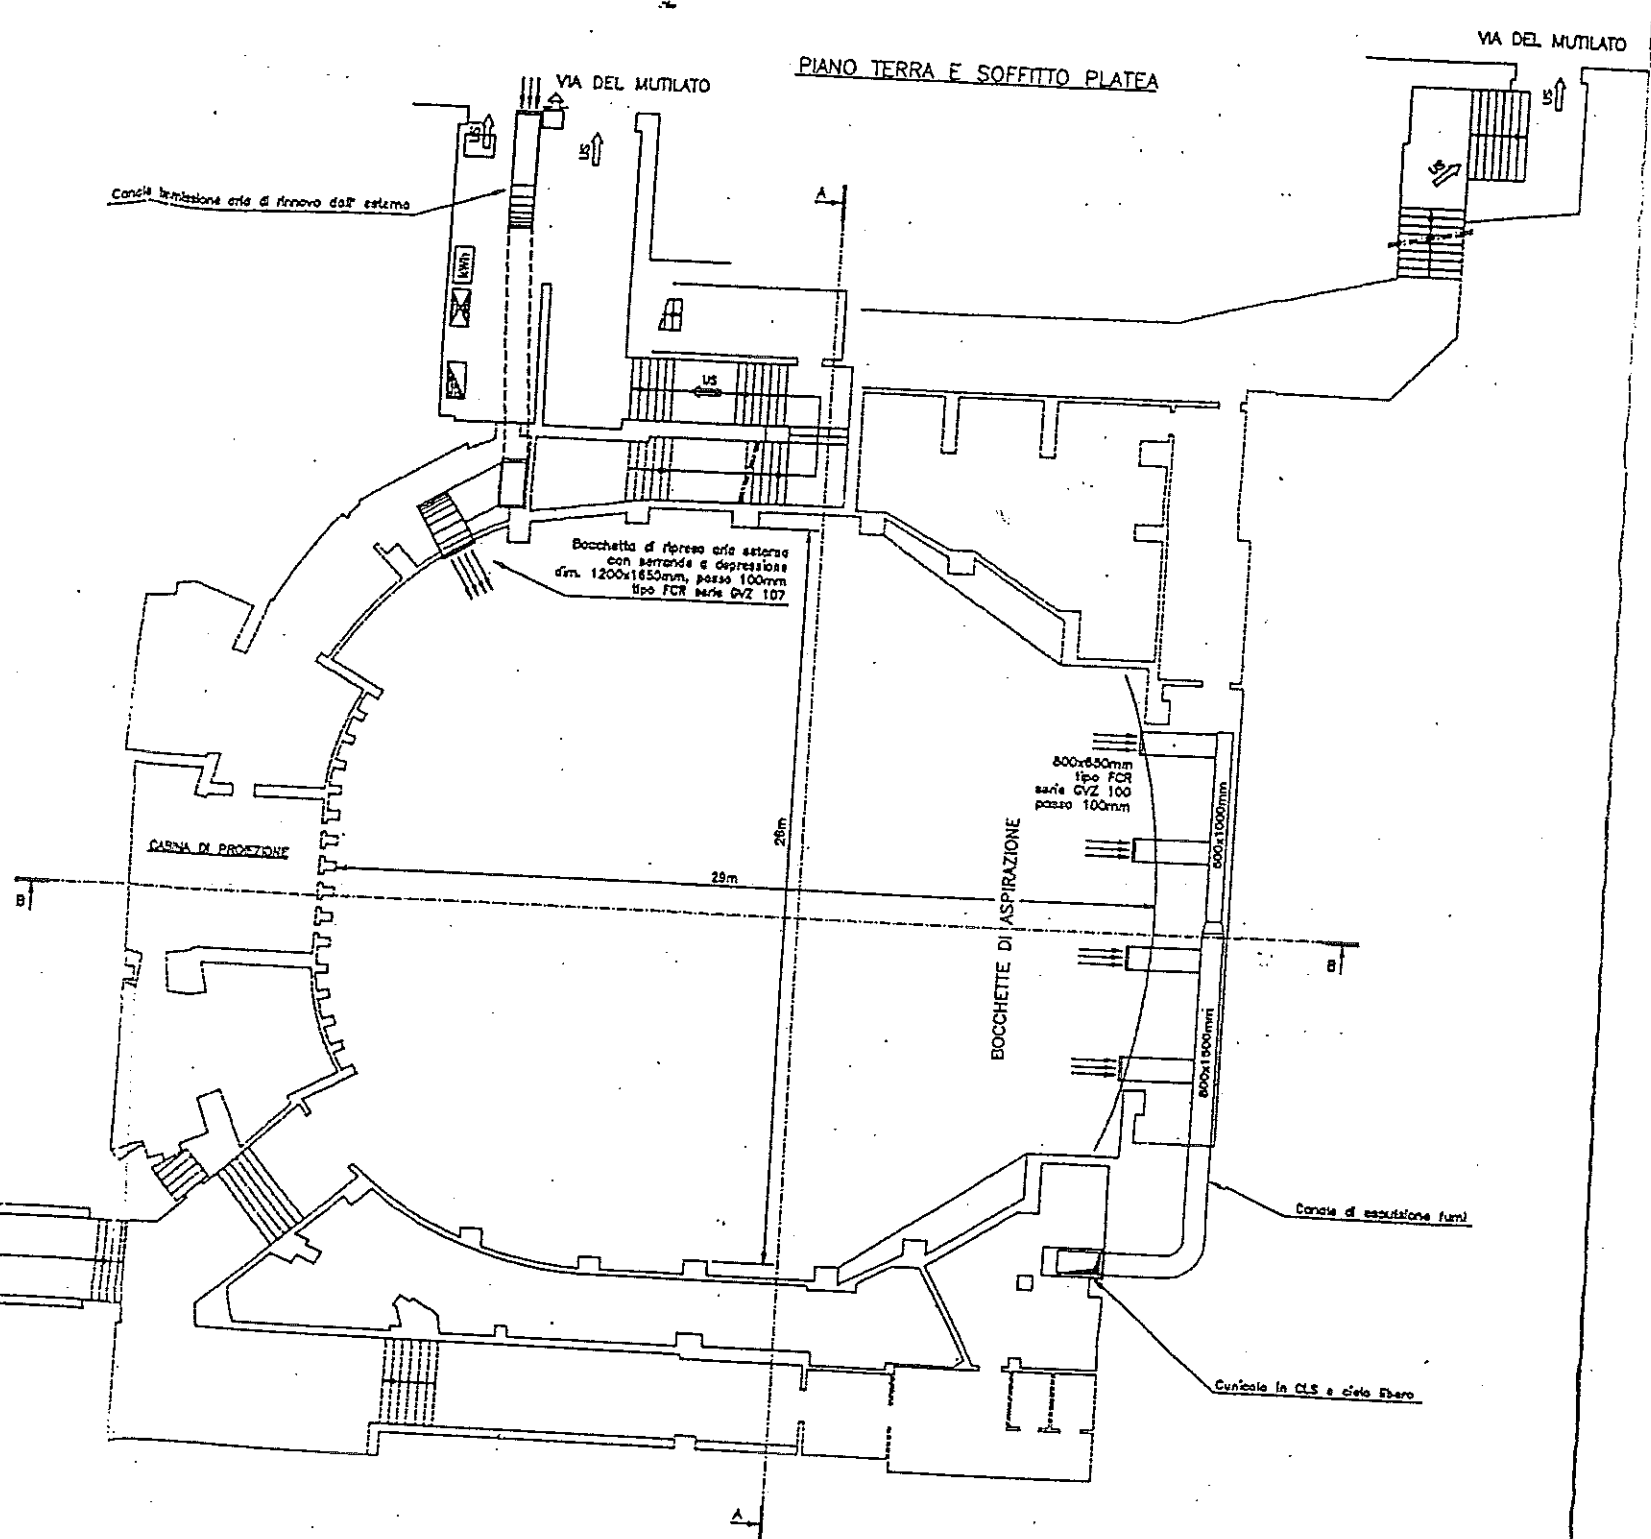 VIA DEL MUTILATO
PIANO TERRA E SOFFITTO PLATEA
VIA DEL MUTILATO
US
US
US
US
Canale immissione aria di rinnovo dall' esterno
A
kWh
US
Bocchetta di ripresa aria esterna
con serranda a depressione
dim. 1200x1650mm, passo 100mm
tipo FCR serie GVZ 107
800x650mm
tipo FCR
serie GVZ 100
passo 100mm
600x1000mm
CABINA DI PROIEZIONE
28m
29m
BOCCHETTE DI ASPIRAZIONE
B
B
800x1500mm
Canale di espulsione fumi
Cunicolo in CLS a cielo libero
A